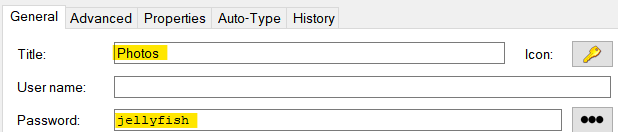 General Advanced Properties Auto-Type History
Title: Photos Icon:
User name:
Password: jellyfish